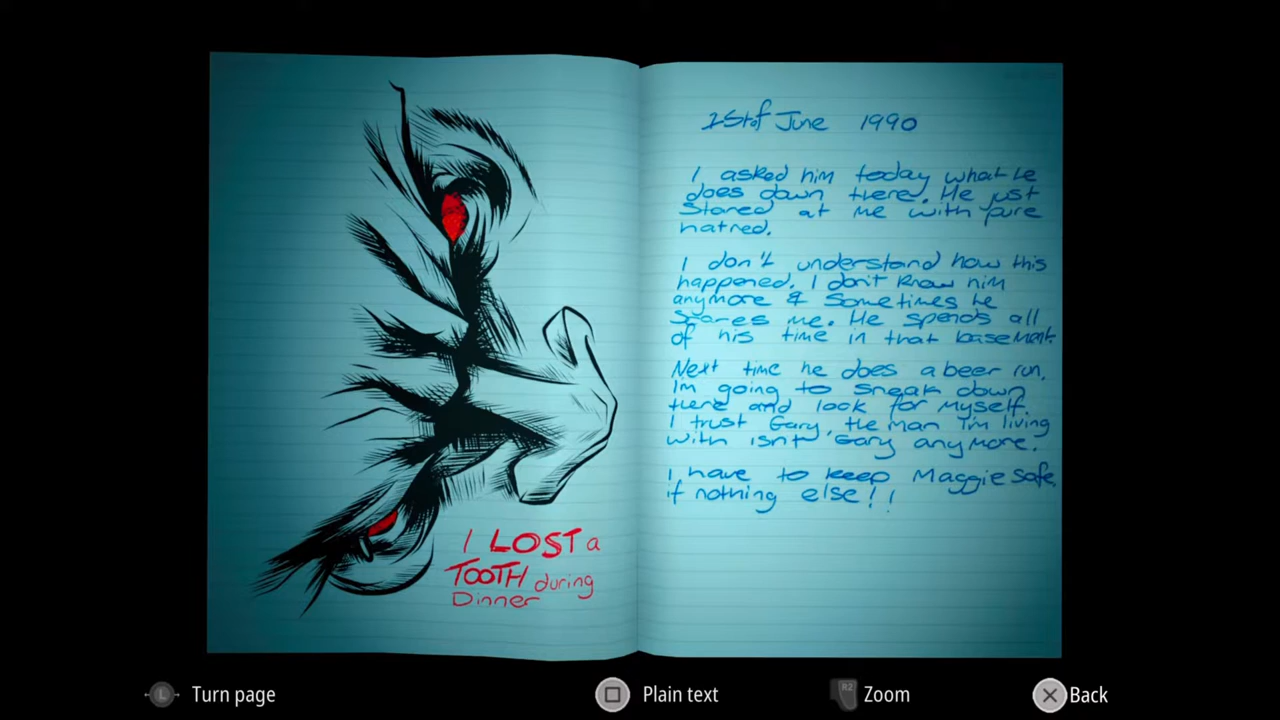 I LOST a
TOOTH during
Dinner
1st of June 1990
I asked him today what he
does down there. He just
Stared at me with pure
hatred.
I don't understand how this
happened. I don't know him
anymore & Sometimes he
Scares me. He spends all
of his time in that basement.
Next time he does a beer run,
I'm going to sneak down
there and look for myself.
I trust Gary, the man I'm living
with isn't Gary anymore.
I have to keep Maggie safe,
if nothing else!!
L Turn page
Plain text
R2 Zoom
Back